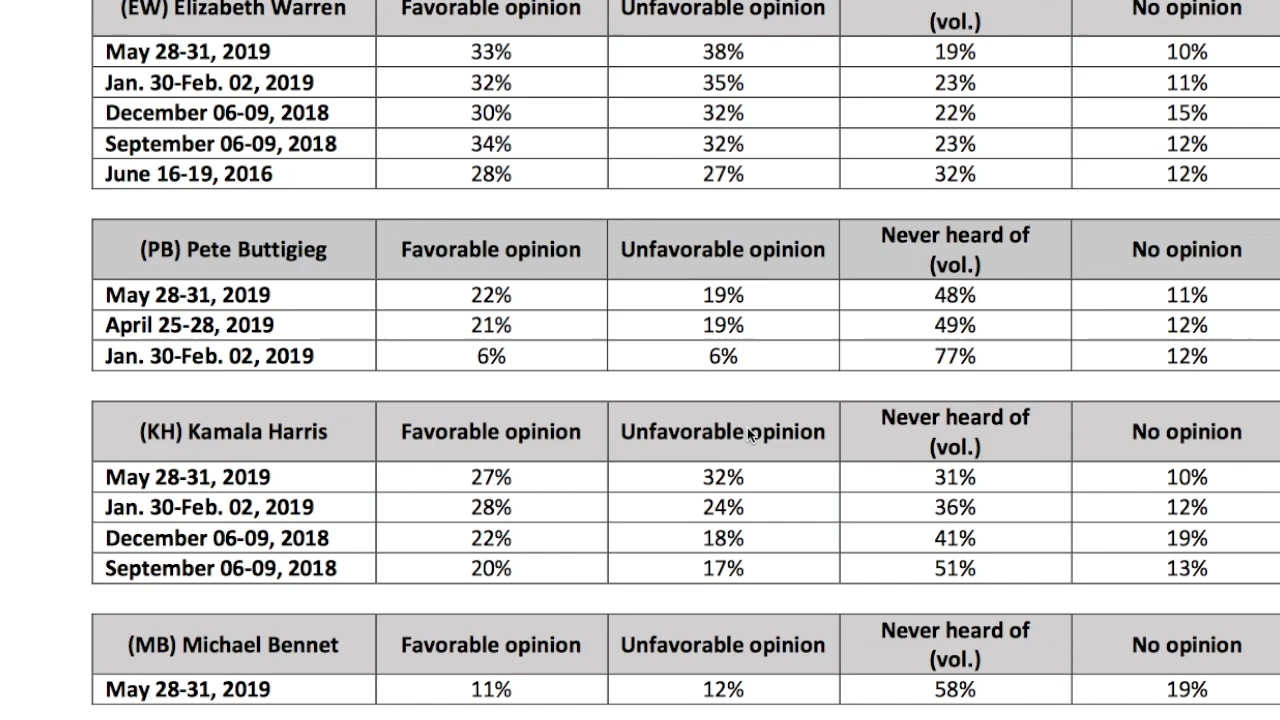 (EW) Elizabeth Warren Favorable opinion Unfavorable opinion (vol.) No opinion
May 28-31, 2019 33% 38% 19% 10%
Jan. 30-Feb. 02, 2019 32% 35% 23% 11%
December 06-09, 2018 30% 32% 22% 15%
September 06-09, 2018 34% 32% 23% 12%
June 16-19, 2016 28% 27% 32% 12%
(PB) Pete Buttigieg Favorable opinion Unfavorable opinion Never heard of (vol.) No opinion
May 28-31, 2019 22% 19% 48% 11%
April 25-28, 2019 21% 19% 49% 12%
Jan. 30-Feb. 02, 2019 6% 6% 77% 12%
(KH) Kamala Harris Favorable opinion Unfavorable opinion Never heard of (vol.) No opinion
May 28-31, 2019 27% 32% 31% 10%
Jan. 30-Feb. 02, 2019 28% 24% 36% 12%
December 06-09, 2018 22% 18% 41% 19%
September 06-09, 2018 20% 17% 51% 13%
(MB) Michael Bennet Favorable opinion Unfavorable opinion Never heard of (vol.) No opinion
May 28-31, 2019 11% 12% 58% 19%